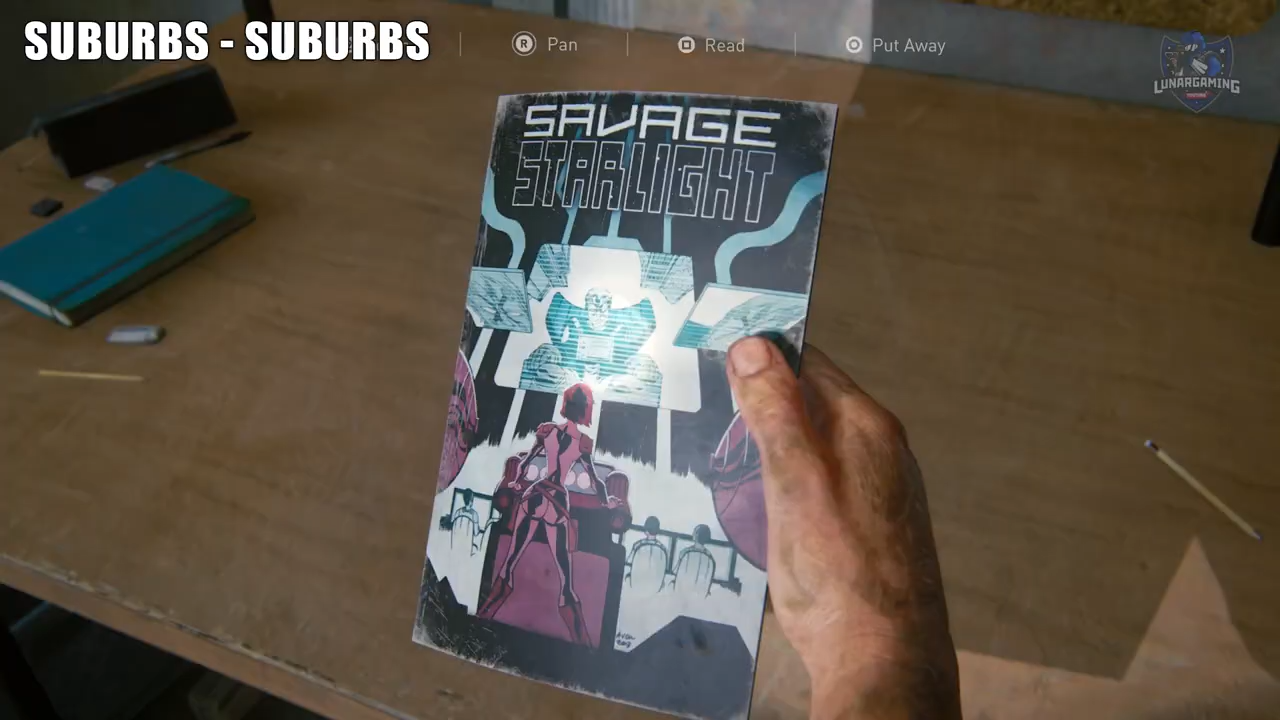 SUBURBS - SUBURBS
R Pan
Read
Put Away
LUNARGAMING
SAVAGE
STARLIGHT